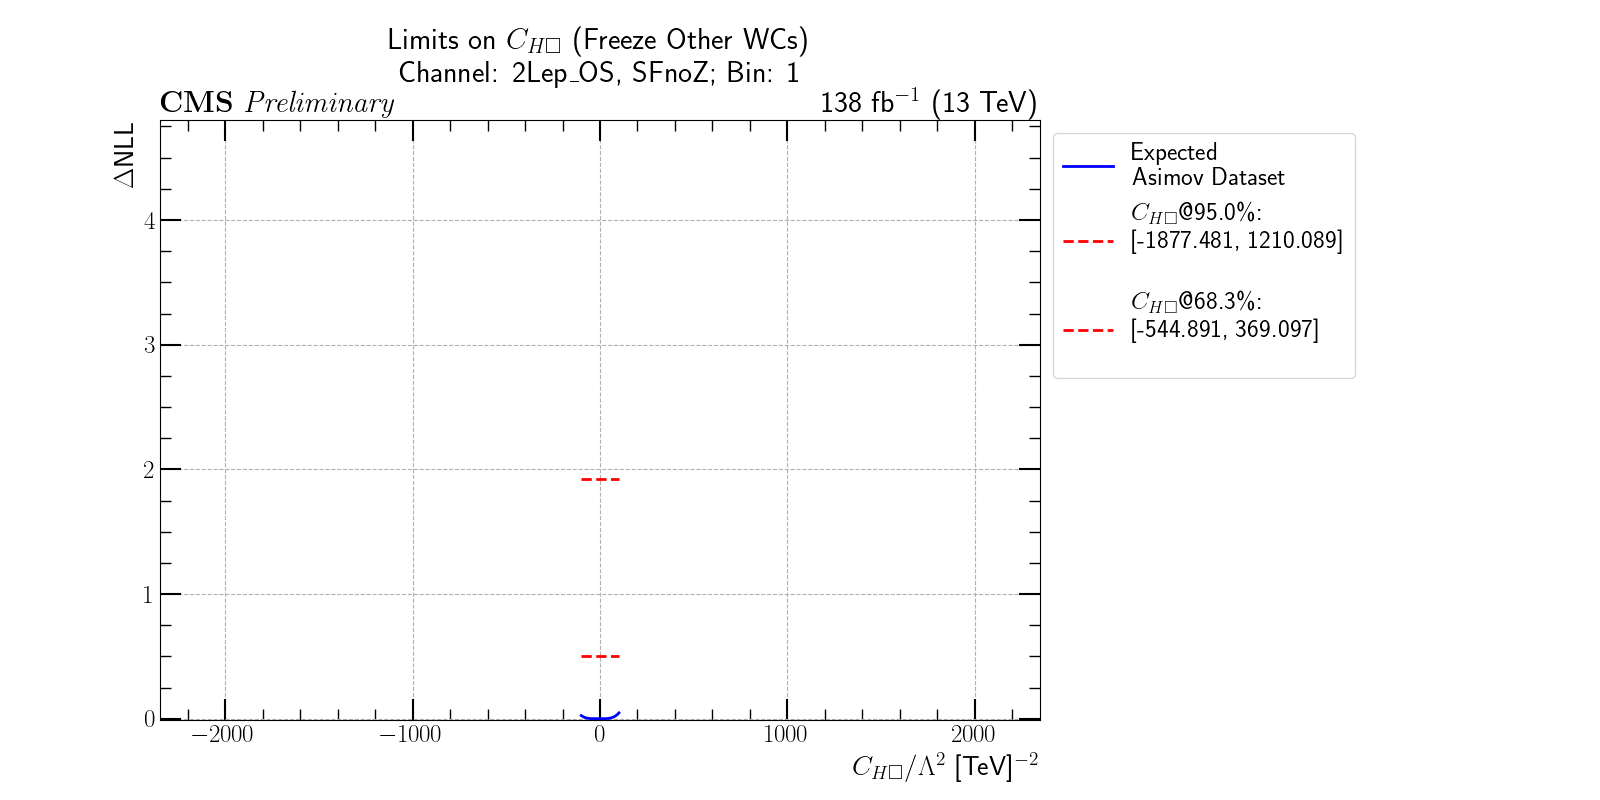 Limits on C_{H□} (Freeze Other WCs)
Channel: 2Lep_OS, SFnoZ; Bin: 1
CMS Preliminary 138 fb⁻¹ (13 TeV)
ΔNLL
4
3
2
1
0
−2000 −1000 0 1000 2000
C_{H□}/Λ² [TeV]⁻²
Expected
Asimov Dataset
C_{H□}@95.0%:
[-1877.481, 1210.089]
C_{H□}@68.3%:
[-544.891, 369.097]